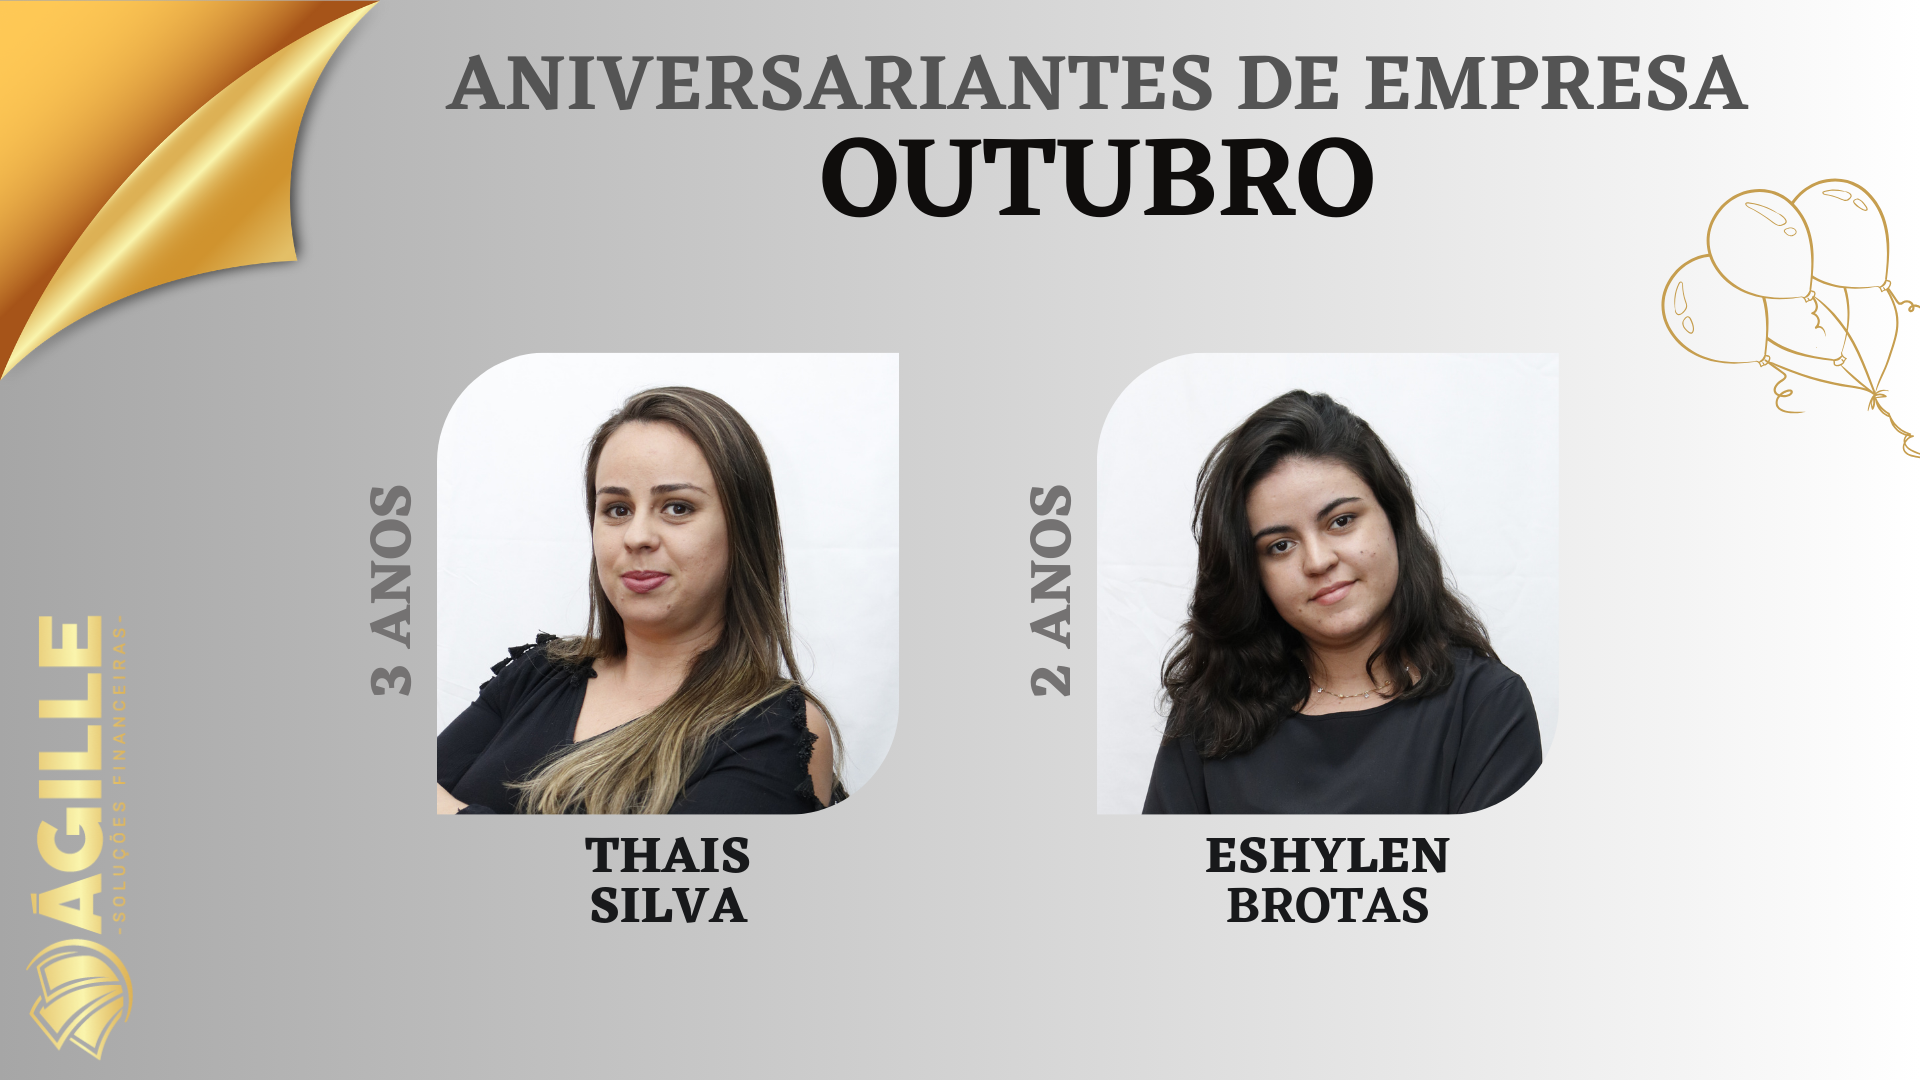 ANIVERSARIANTES DE EMPRESA
OUTUBRO
3 ANOS
THAIS
SILVA
2 ANOS
ESHYLEN
BROTAS
ÁGILLE
-SOLUÇÕES FINANCEIRAS-